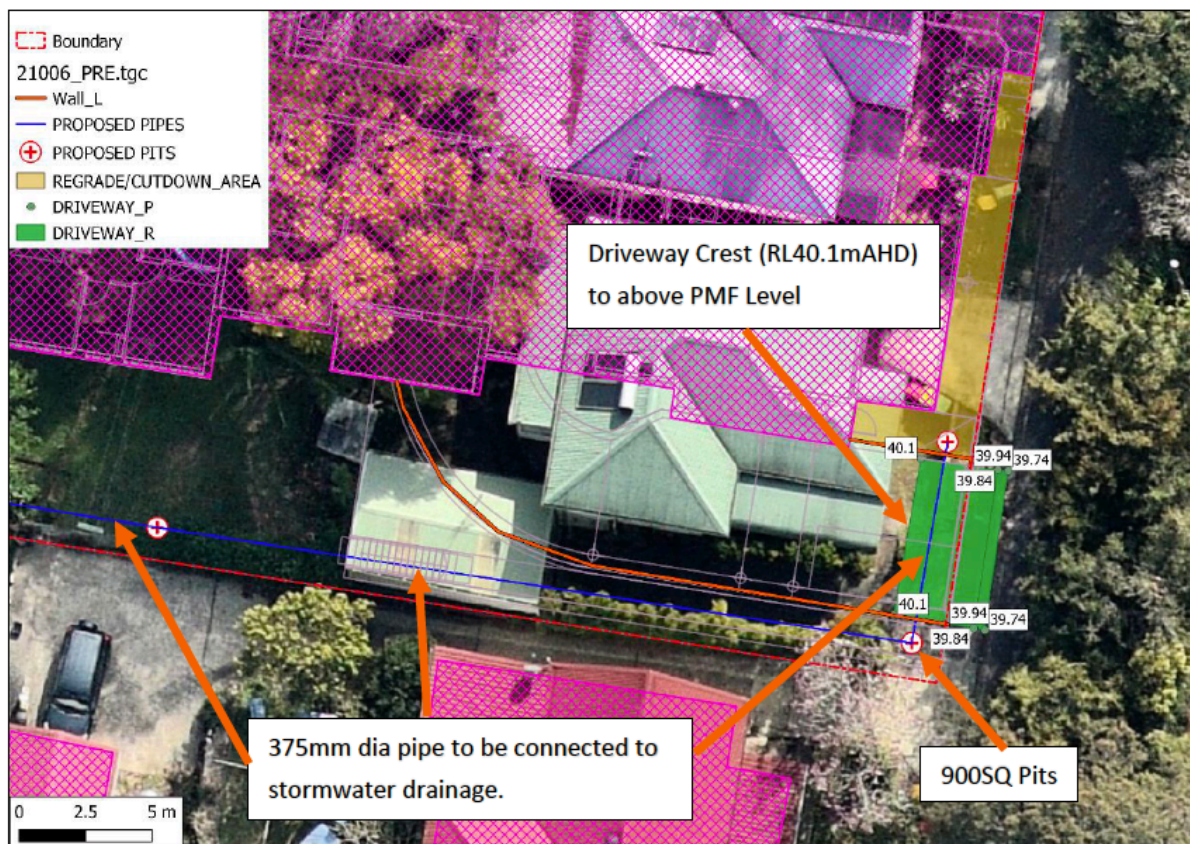 Boundary
21006_PRE.tgc
Wall_L
PROPOSED PIPES
PROPOSED PITS
REGRADE/CUTDOWN_AREA
DRIVEWAY_P
DRIVEWAY_R
Driveway Crest (RL40.1mAHD)
to above PMF Level
40.1
39.94
39.74
39.84
40.1
39.94
39.74
39.84
375mm dia pipe to be connected to
stormwater drainage.
900SQ Pits
0 2.5 5 m